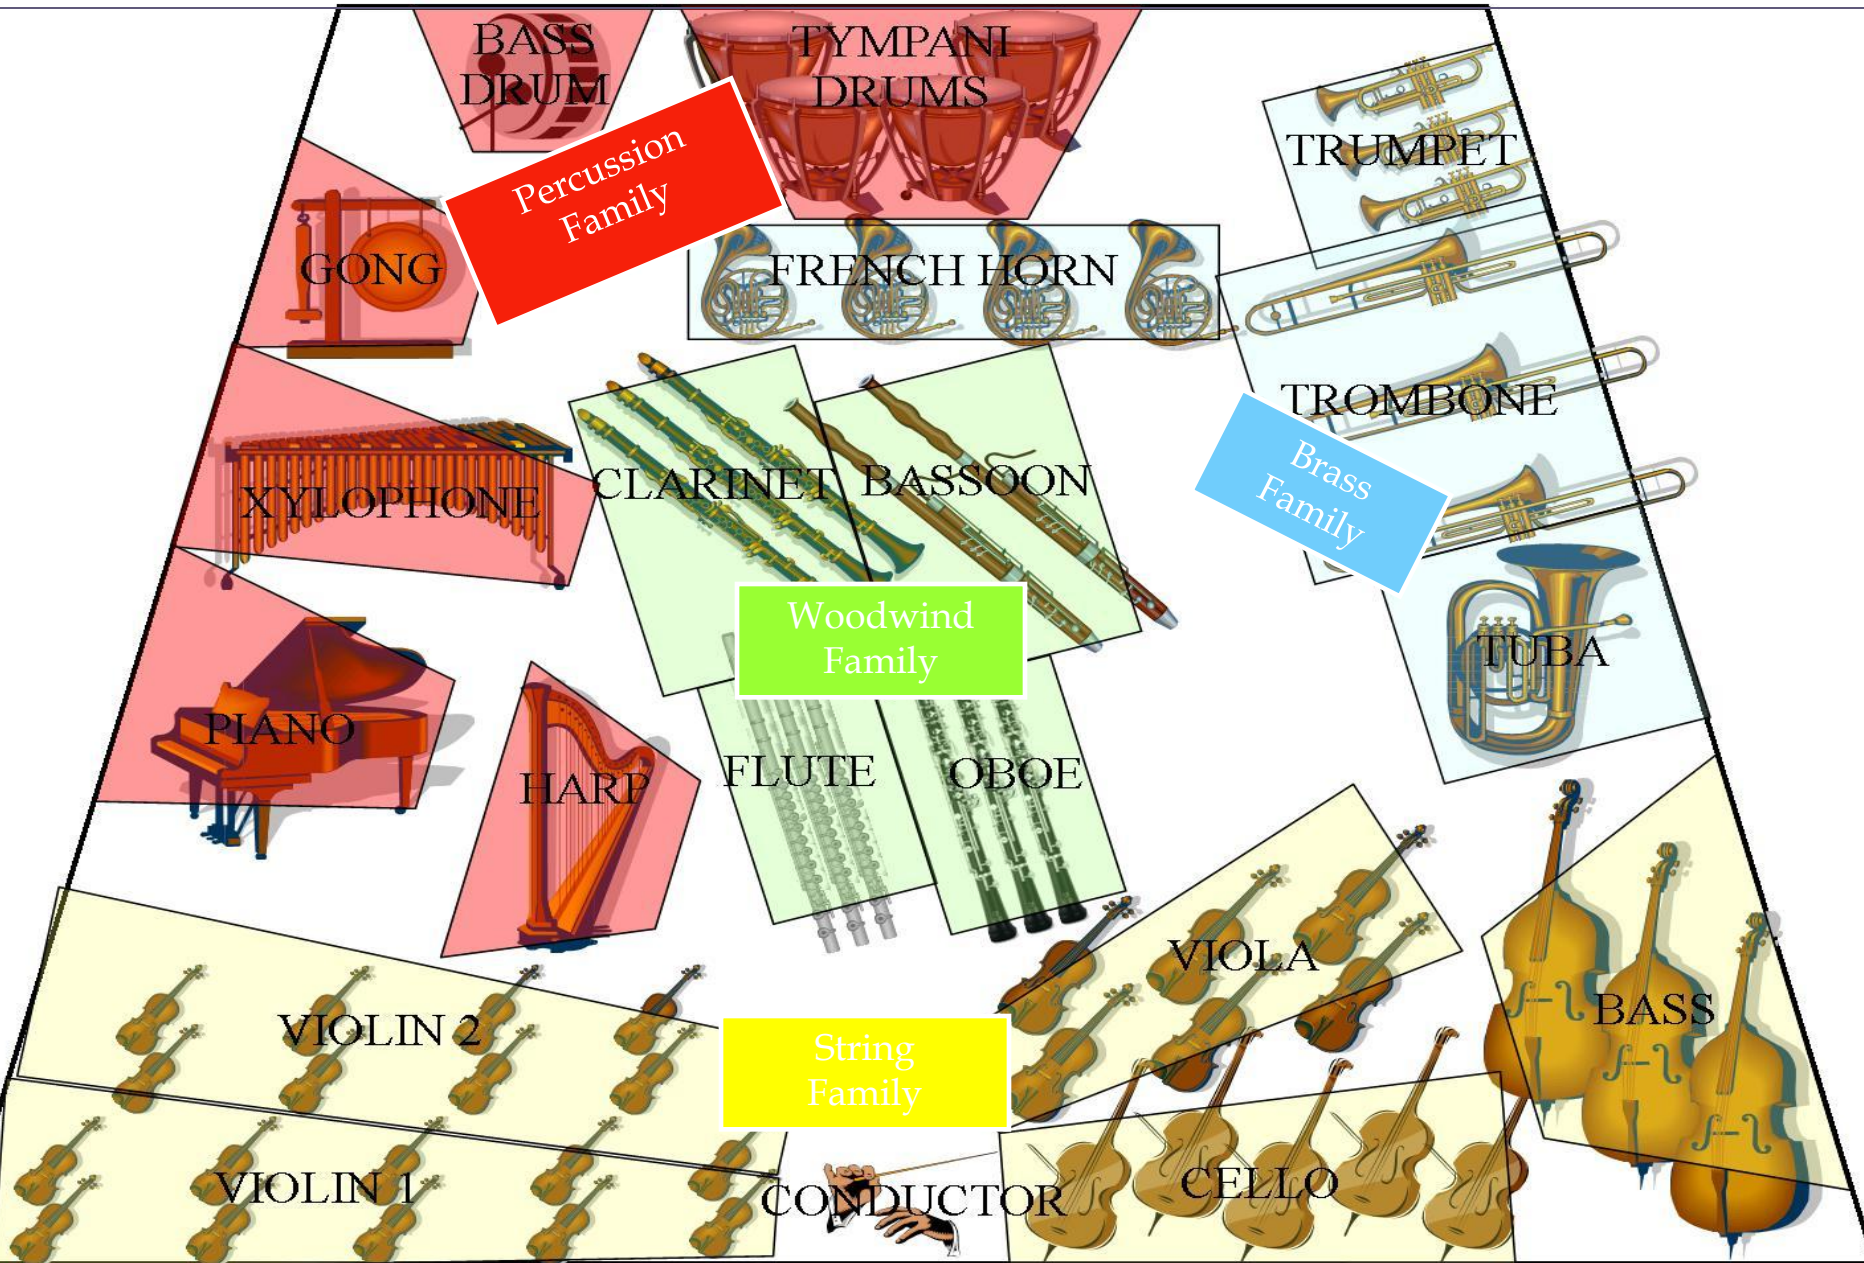 BASS
DRUM
TYMPANI
DRUMS
Percussion
Family
TRUMPET
GONG
FRENCH HORN
TROMBONE
Brass
Family
XYLOPHONE
CLARINET
BASSOON
Woodwind
Family
TUBA
PIANO
HARP
FLUTE
OBOE
VIOLA
VIOLIN 2
BASS
String
Family
VIOLIN 1
CONDUCTOR
CELLO